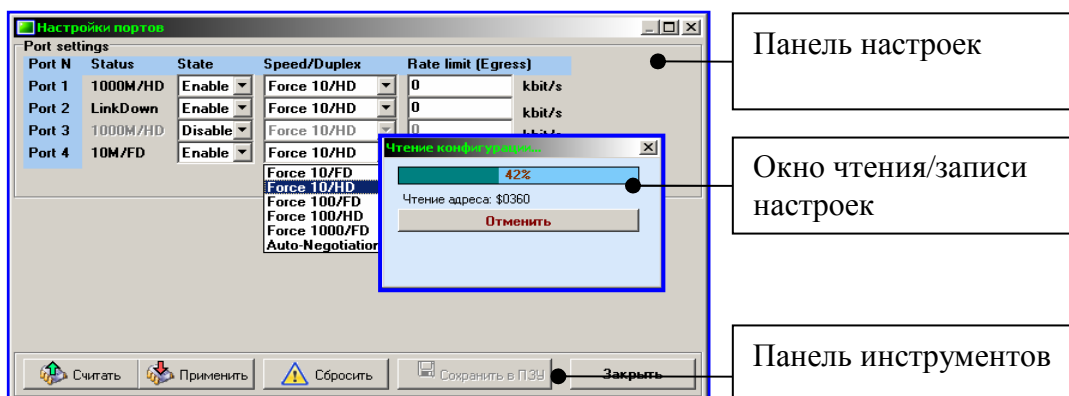 Настройки портов
Port settings
Port N Status State Speed/Duplex Rate limit (Egress)
Port 1 1000M/HD Enable Force 10/HD 0 kbit/s
Port 2 LinkDown Enable Force 10/HD 0 kbit/s
Port 3 1000M/HD Disable Force 10/HD 0
Port 4 10M/FD Enable Force 10/HD
Force 10/FD
Force 10/HD
Force 100/FD
Force 100/HD
Force 1000/FD
Auto-Negotiation
Чтение конфигурации...
42%
Чтение адреса: $0360
Отменить
Считать Применить Сбросить Сохранить в ПЗУ Закрыть
Панель настроек
Окно чтения/записи
настроек
Панель инструментов